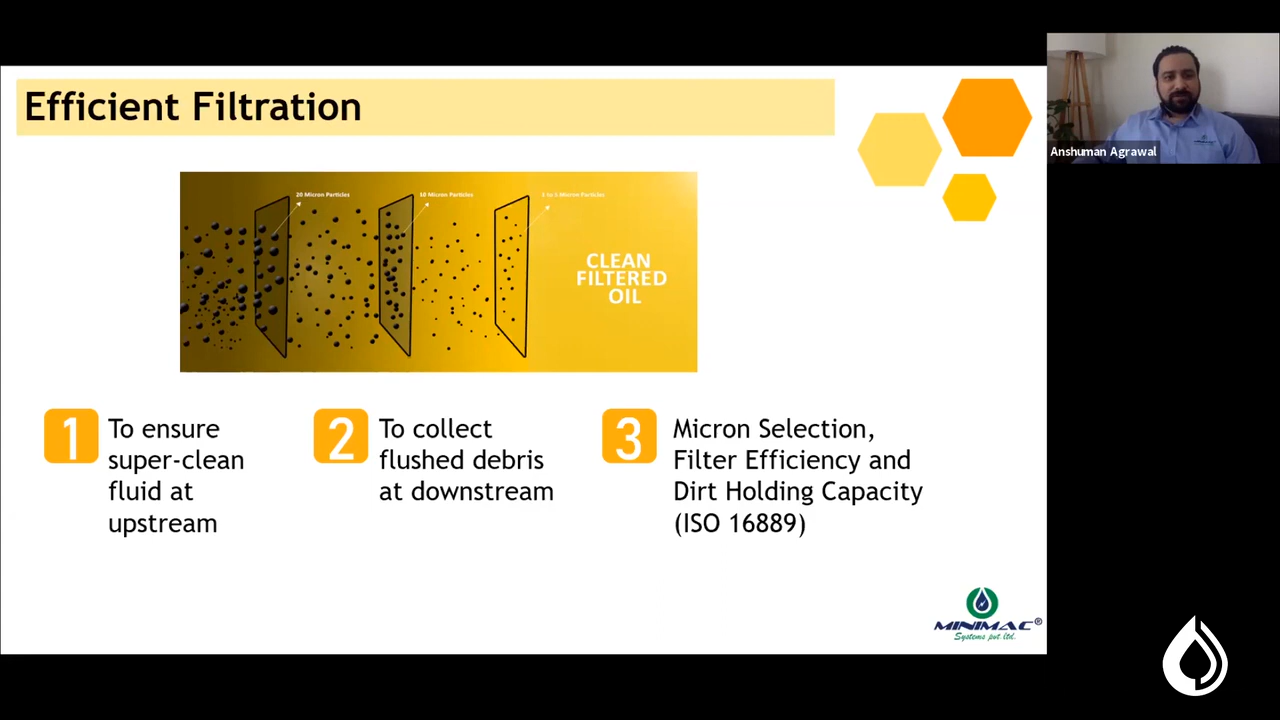 Efficient Filtration
Anshuman Agrawal
20 Micron Particles
10 Micron Particles
Micron Particles
CLEAN
FILTERED
OIL
1
To ensure
super-clean
fluid at
upstream
2
To collect
flushed debris
at downstream
3
Micron Selection,
Filter Efficiency and
Dirt Holding Capacity
(ISO 16889)
MINIMAC®
Systems pvt. ltd.